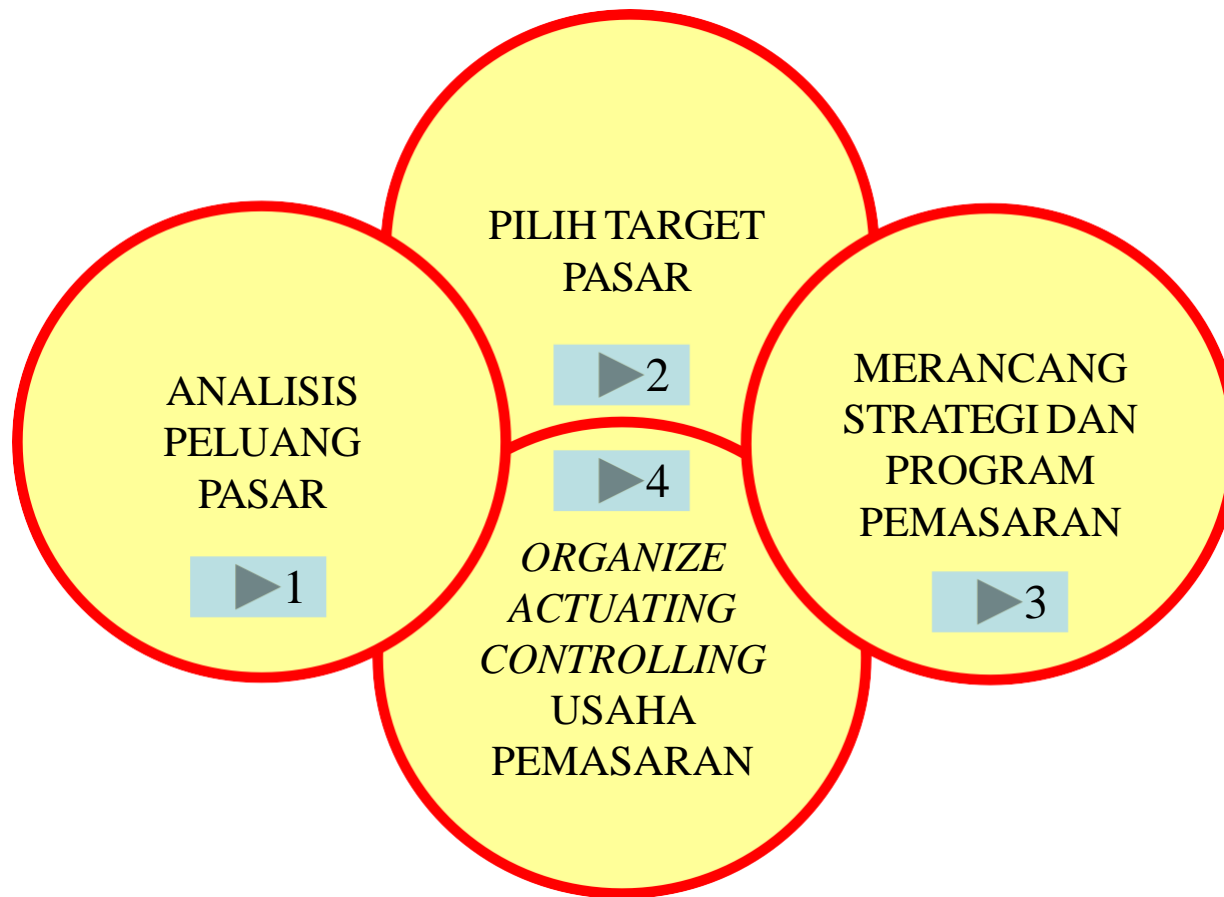 ANALISIS
PELUANG
PASAR
1
PILIH TARGET
PASAR
2
MERANCANG
STRATEGI DAN
PROGRAM
PEMASARAN
3
4
ORGANIZE
ACTUATING
CONTROLLING
USAHA
PEMASARAN